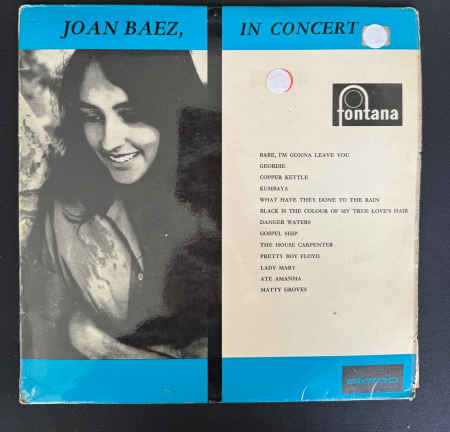 JOAN BAEZ, IN CONCERT
fontana
BABE, I'M GONNA LEAVE YOU
GEORDIE
COPPER KETTLE
KUMBAYA
WHAT HAVE THEY DONE TO THE RAIN
BLACK IS THE COLOUR OF MY TRUE LOVE'S HAIR
DANGER WATERS
GOSPEL SHIP
THE HOUSE CARPENTER
PRETTY BOY FLOYD
LADY MARY
ATE AMANHA
MATTY GROVES